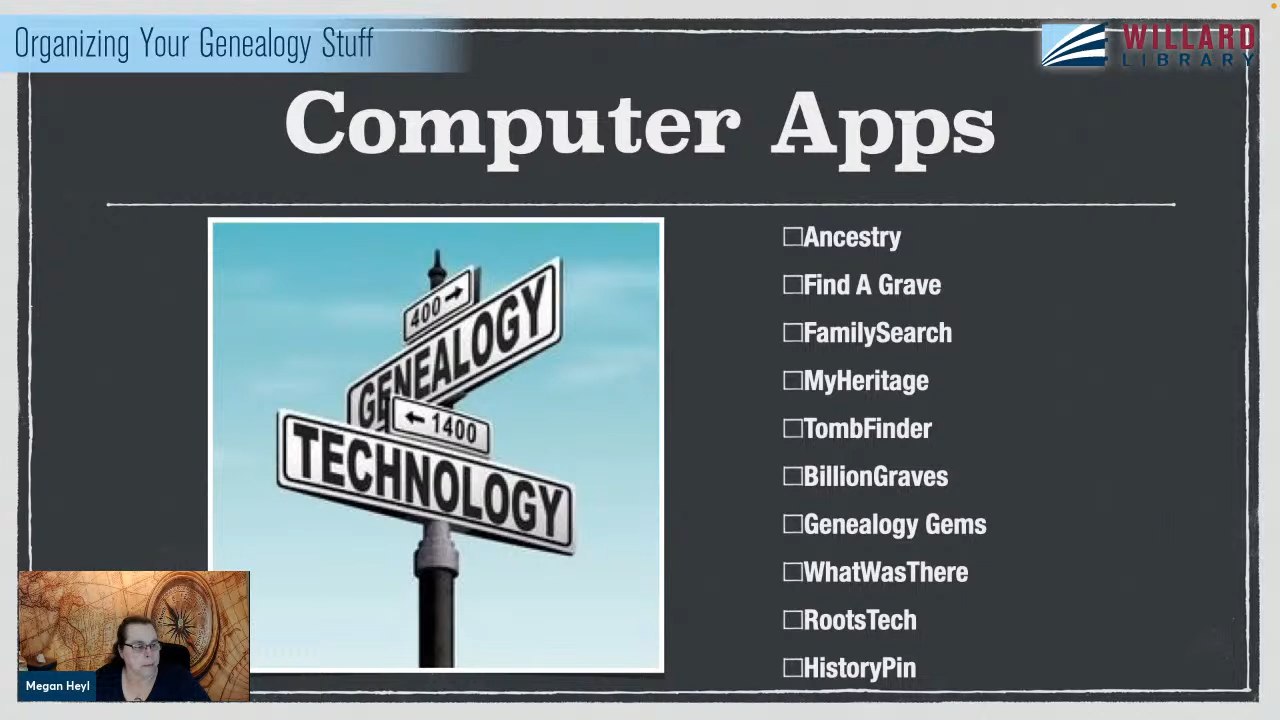 Organizing Your Genealogy Stuff
WILLARD
LIBRARY
Computer Apps
400 →
GENEALOGY
← 1400
TECHNOLOGY
☐Ancestry
☐Find A Grave
☐FamilySearch
☐MyHeritage
☐TombFinder
☐BillionGraves
☐Genealogy Gems
☐WhatWasThere
☐RootsTech
☐HistoryPin
Megan Heyl